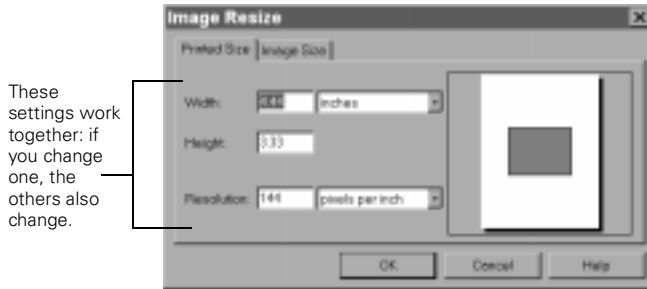 Image Resize
Printed Size Image Size
These
settings work
together: if
you change
one, the
others also
change.
Width: inches
Height: 3.33
Resolution: 144 pixels per inch
OK Cancel Help